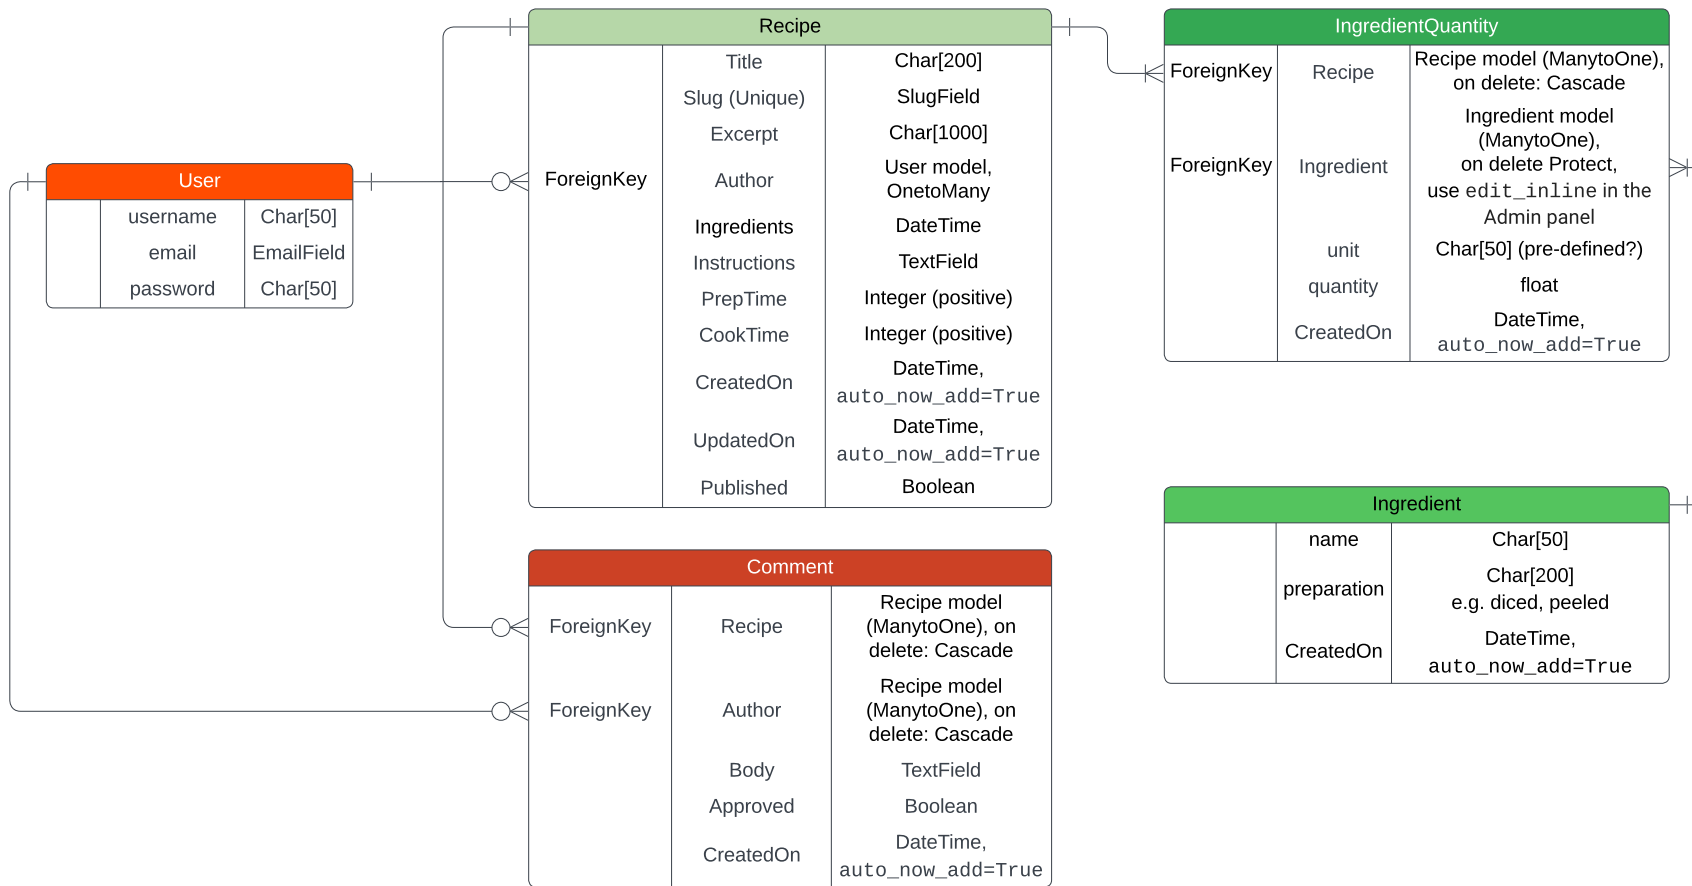 User
username Char[50]
email EmailField
password Char[50]
Recipe
Title Char[200]
Slug (Unique) SlugField
Excerpt Char[1000]
ForeignKey Author User model,
OnetoMany
Ingredients DateTime
Instructions TextField
PrepTime Integer (positive)
CookTime Integer (positive)
CreatedOn DateTime,
auto_now_add=True
UpdatedOn DateTime,
auto_now_add=True
Published Boolean
Comment
ForeignKey Recipe Recipe model
(ManytoOne), on
delete: Cascade
ForeignKey Author Recipe model
(ManytoOne), on
delete: Cascade
Body TextField
Approved Boolean
CreatedOn DateTime,
auto_now_add=True
IngredientQuantity
ForeignKey Recipe Recipe model (ManytoOne),
on delete: Cascade
ForeignKey Ingredient Ingredient model
(ManytoOne),
on delete Protect,
use edit_inline in the
Admin panel
unit Char[50] (pre-defined?)
quantity float
CreatedOn DateTime,
auto_now_add=True
Ingredient
name Char[50]
preparation Char[200]
e.g. diced, peeled
CreatedOn DateTime,
auto_now_add=True